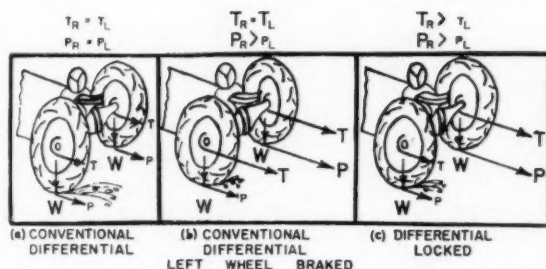 T_R = T_L
P_R = P_L
T_R = T_L
P_R > P_L
T_R > T_L
P_R > P_L
T
T
W
W
P
T
T
W
W
P
P
T
T
W
W
P
P
(a) CONVENTIONAL
DIFFERENTIAL
(b) CONVENTIONAL
DIFFERENTIAL
LEFT WHEEL BRAKED
(c) DIFFERENTIAL
LOCKED